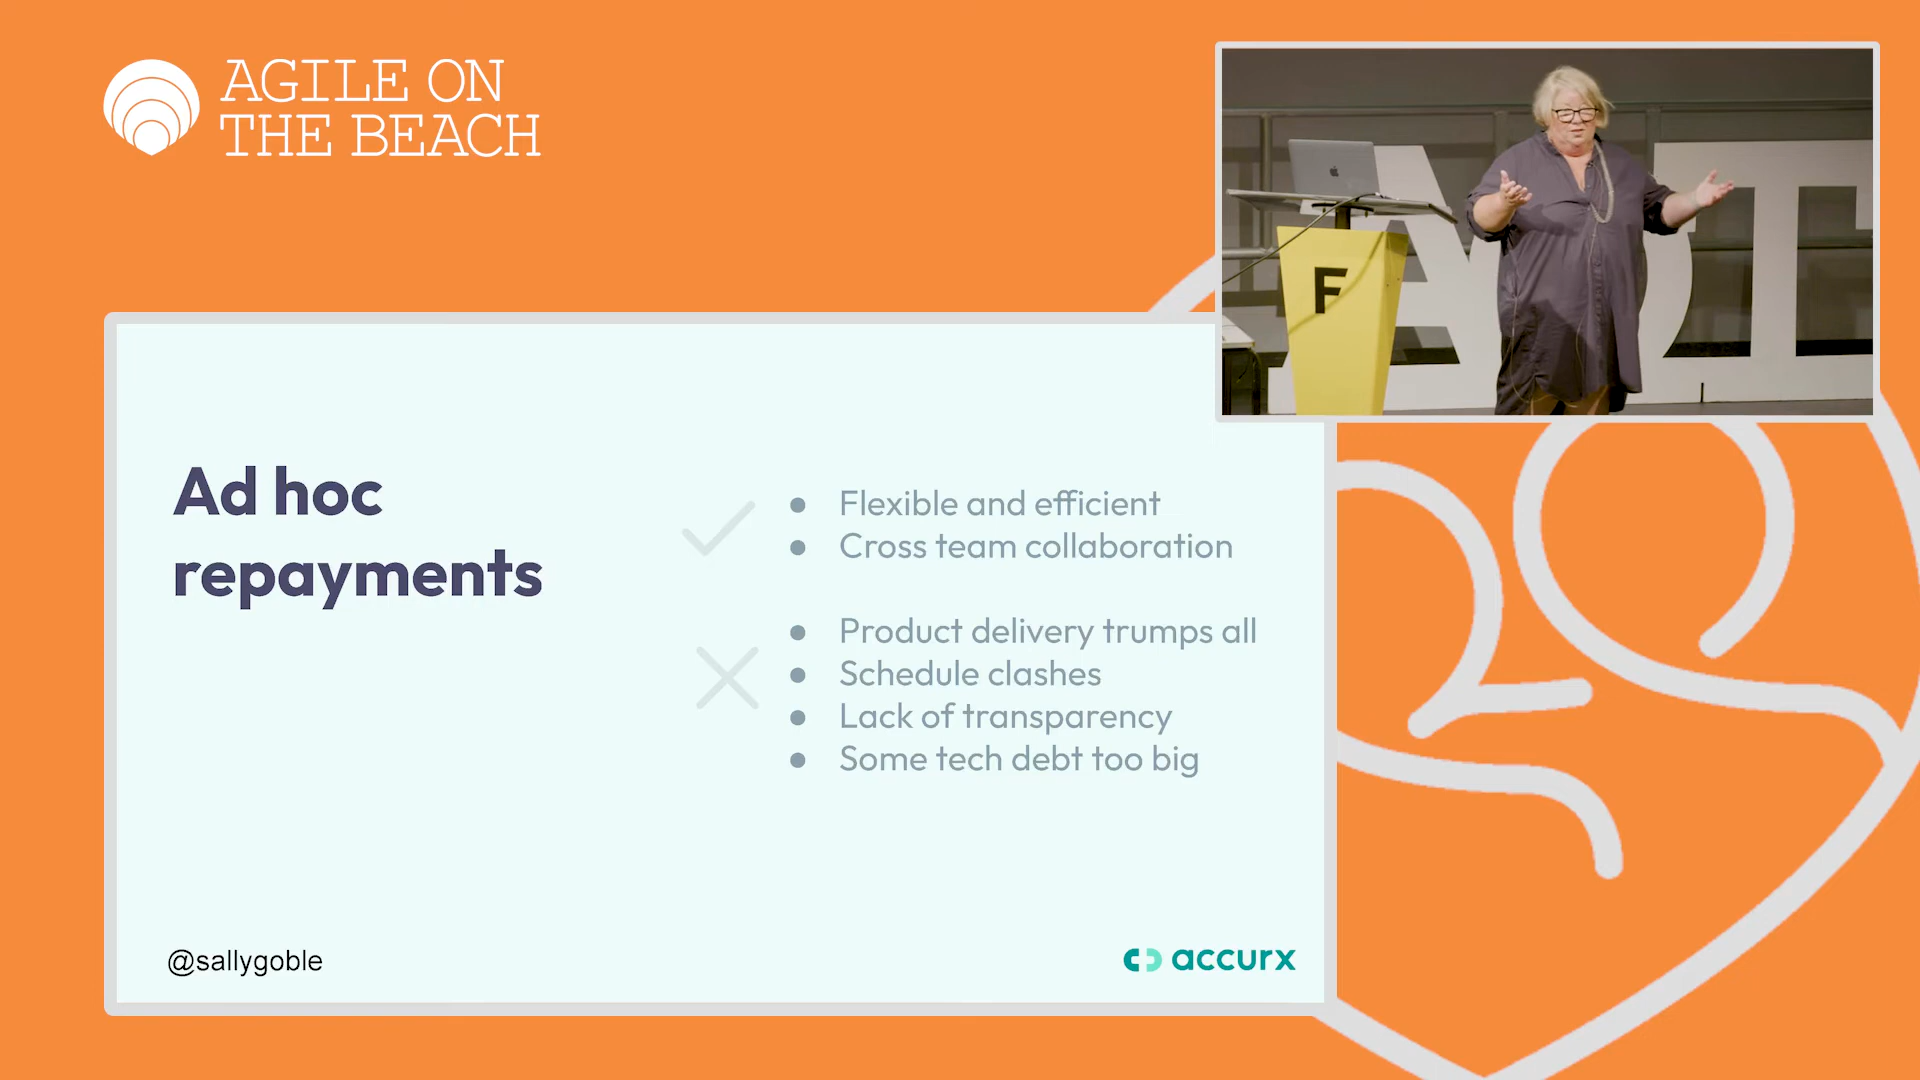 AGILE ON
THE BEACH
F
Ad hoc
repayments
Flexible and efficient
Cross team collaboration
Product delivery trumps all
Schedule clashes
Lack of transparency
Some tech debt too big
@sallygoble
accurx